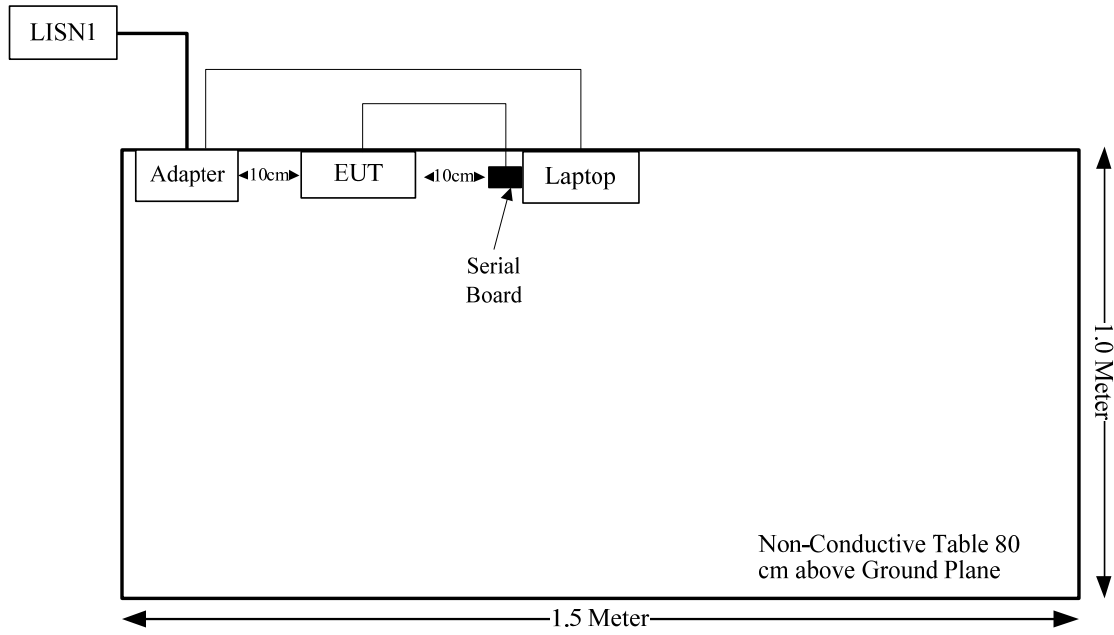 LISN1
Adapter
10cm
EUT
10cm
Laptop
Serial
Board
1.0 Meter
Non-Conductive Table 80
cm above Ground Plane
1.5 Meter